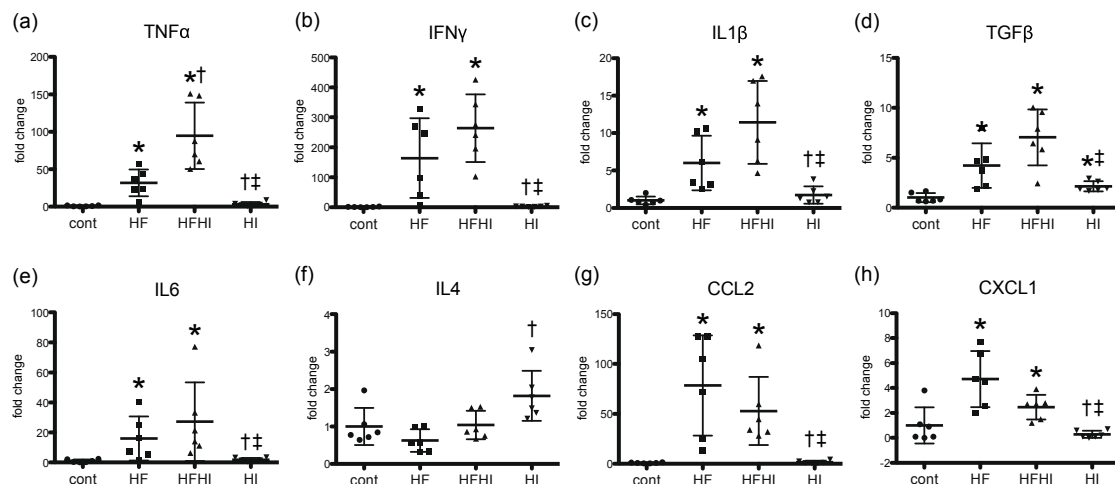 (a)
TNFα
fold change
200
150
100
50
0
*
*†
†‡
cont HF HFHI HI
(b)
IFNγ
fold change
500
400
300
200
100
0
*
*
†‡
cont HF HFHI HI
(c)
IL1β
fold change
20
15
10
5
0
*
*
†‡
cont HF HFHI HI
(d)
TGFβ
fold change
15
10
5
0
*
*
*‡
cont HF HFHI HI
(e)
IL6
fold change
100
80
60
40
20
0
*
*
†‡
cont HF HFHI HI
(f)
IL4
fold change
4
3
2
1
0
†
cont HF HFHI HI
(g)
CCL2
fold change
150
100
50
0
*
*
†‡
cont HF HFHI HI
(h)
CXCL1
fold change
10
8
6
4
2
0
-2
*
*
†‡
cont HF HFHI HI